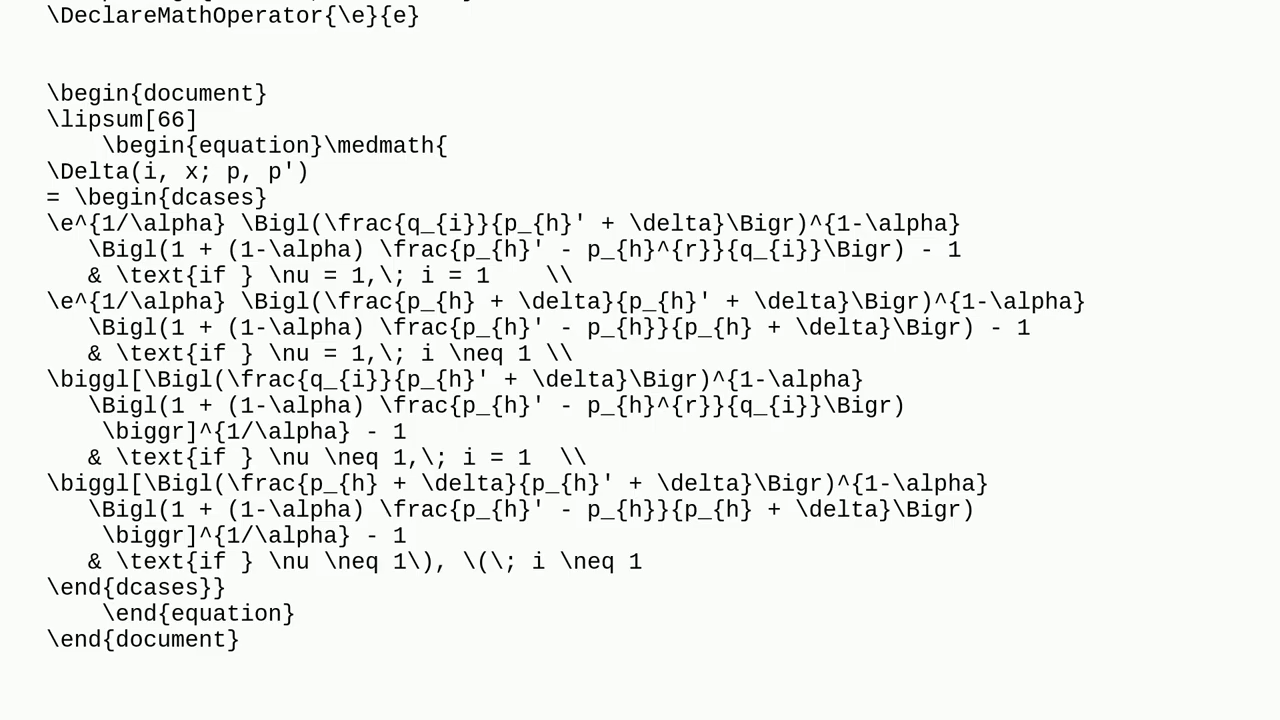 \DeclareMathOperator{\e}{e}
\begin{document}
\lipsum[66]
\begin{equation}\medmath{
\Delta(i, x; p, p')
= \begin{dcases}
\e^{1/\alpha} \Bigl(\frac{q_{i}}{p_{h}' + \delta}\Bigr)^{1-\alpha}
\Bigl(1 + (1-\alpha) \frac{p_{h}' - p_{h}^{r}}{q_{i}}\Bigr) - 1
& \text{if } \nu = 1,\; i = 1    \\
\e^{1/\alpha} \Bigl(\frac{p_{h} + \delta}{p_{h}' + \delta}\Bigr)^{1-\alpha}
\Bigl(1 + (1-\alpha) \frac{p_{h}' - p_{h}}{p_{h} + \delta}\Bigr) - 1
& \text{if } \nu = 1,\; i \neq 1 \\
\biggl[\Bigl(\frac{q_{i}}{p_{h}' + \delta}\Bigr)^{1-\alpha}
\Bigl(1 + (1-\alpha) \frac{p_{h}' - p_{h}^{r}}{q_{i}}\Bigr)
\biggr]^{1/\alpha} - 1
& \text{if } \nu \neq 1,\; i = 1  \\
\biggl[\Bigl(\frac{p_{h} + \delta}{p_{h}' + \delta}\Bigr)^{1-\alpha}
\Bigl(1 + (1-\alpha) \frac{p_{h}' - p_{h}}{p_{h} + \delta}\Bigr)
\biggr]^{1/\alpha} - 1
& \text{if } \nu \neq 1\), \(\; i \neq 1
\end{dcases}}
\end{equation}
\end{document}